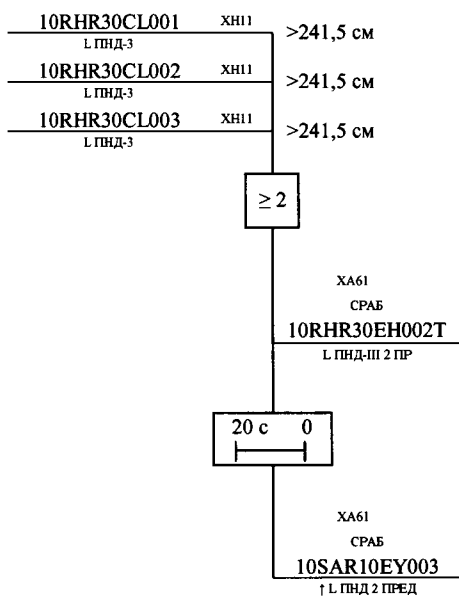 10RHR30CL001 XH11 >241,5 см
L ПНД-3
10RHR30CL002 XH11 >241,5 см
L ПНД-3
10RHR30CL003 XH11 >241,5 см
L ПНД-3
≥ 2
XA61
СРАБ
10RHR30EH002T
L ПНД-III 2 ПР
20 с 0
XA61
СРАБ
10SAR10EY003
↑ L ПНД 2 ПРЕД